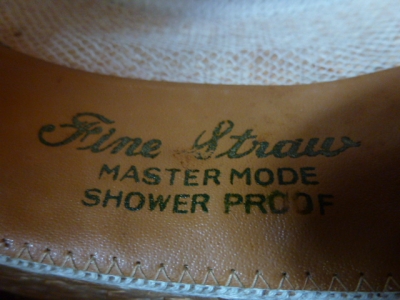 Fine Straw
MASTER MODE
SHOWER PROOF